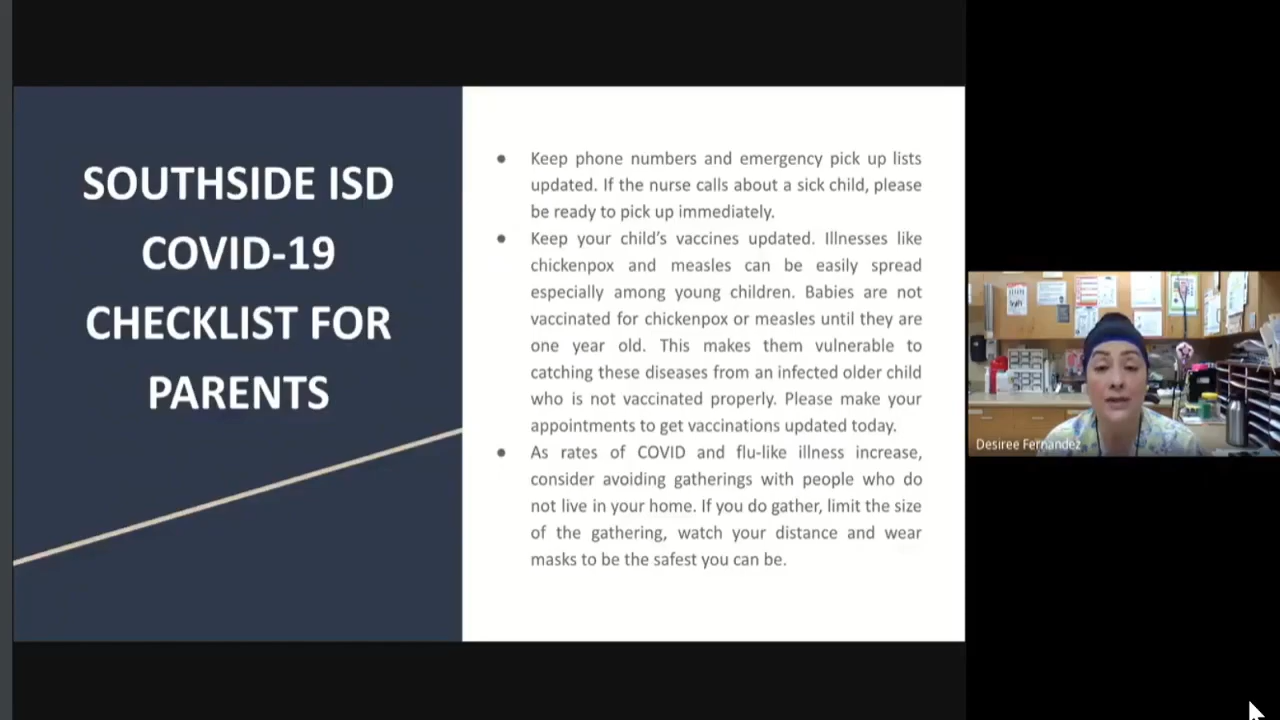 SOUTHSIDE ISD
COVID-19
CHECKLIST FOR
PARENTS
● Keep phone numbers and emergency pick up lists
updated. If the nurse calls about a sick child, please
be ready to pick up immediately.
● Keep your child's vaccines updated. Illnesses like
chickenpox and measles can be easily spread
especially among young children. Babies are not
vaccinated for chickenpox or measles until they are
one year old. This makes them vulnerable to
catching these diseases from an infected older child
who is not vaccinated properly. Please make your
appointments to get vaccinations updated today.
● As rates of COVID and flu-like illness increase,
consider avoiding gatherings with people who do
not live in your home. If you do gather, limit the size
of the gathering, watch your distance and wear
masks to be the safest you can be.
Desiree Fernandez